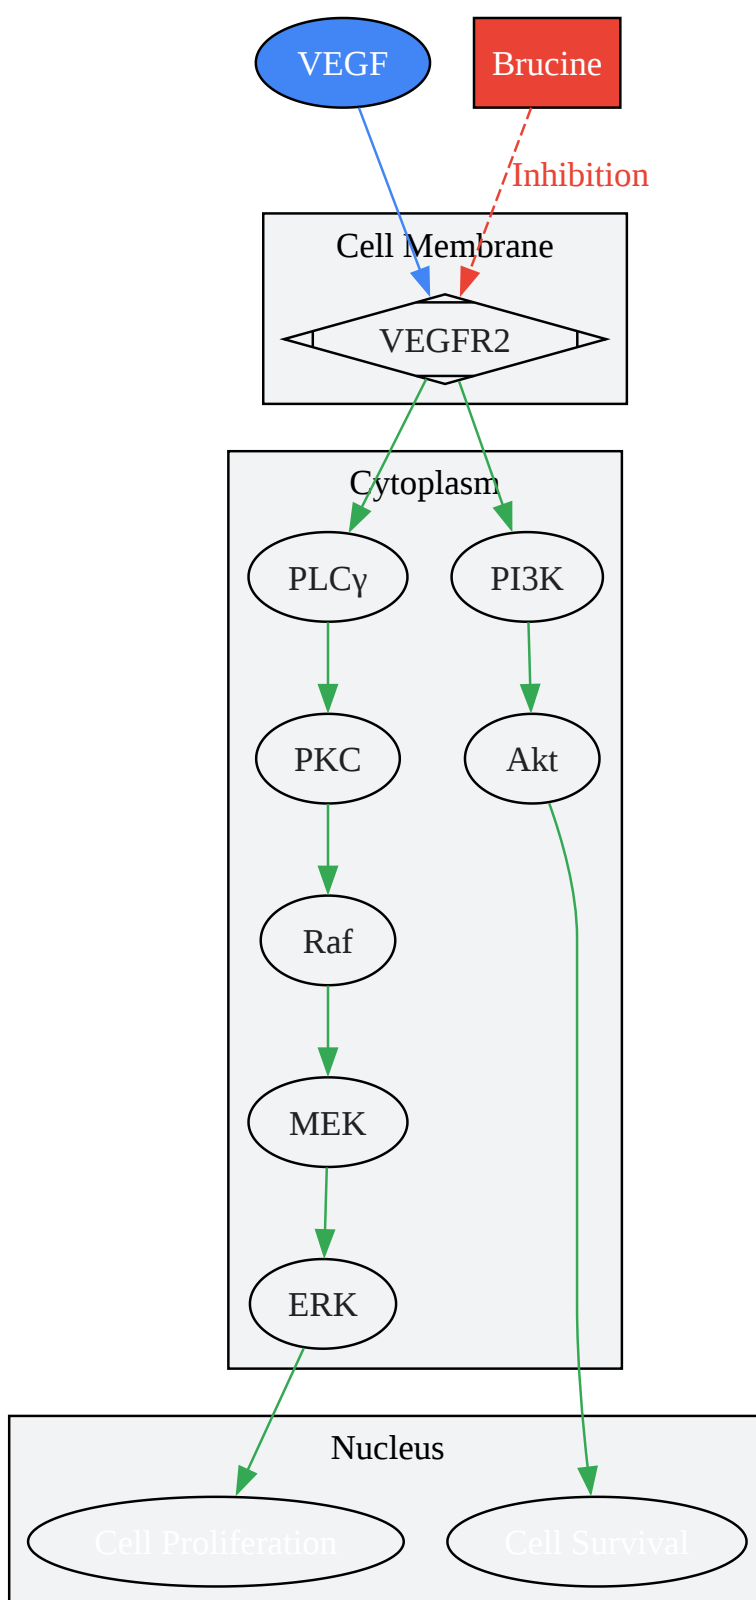 VEGF
Brucine
Inhibition
Cell Membrane
VEGFR2
Cytoplasm
PLCγ
PI3K
PKC
Akt
Raf
MEK
ERK
Nucleus
Cell Proliferation
Cell Survival